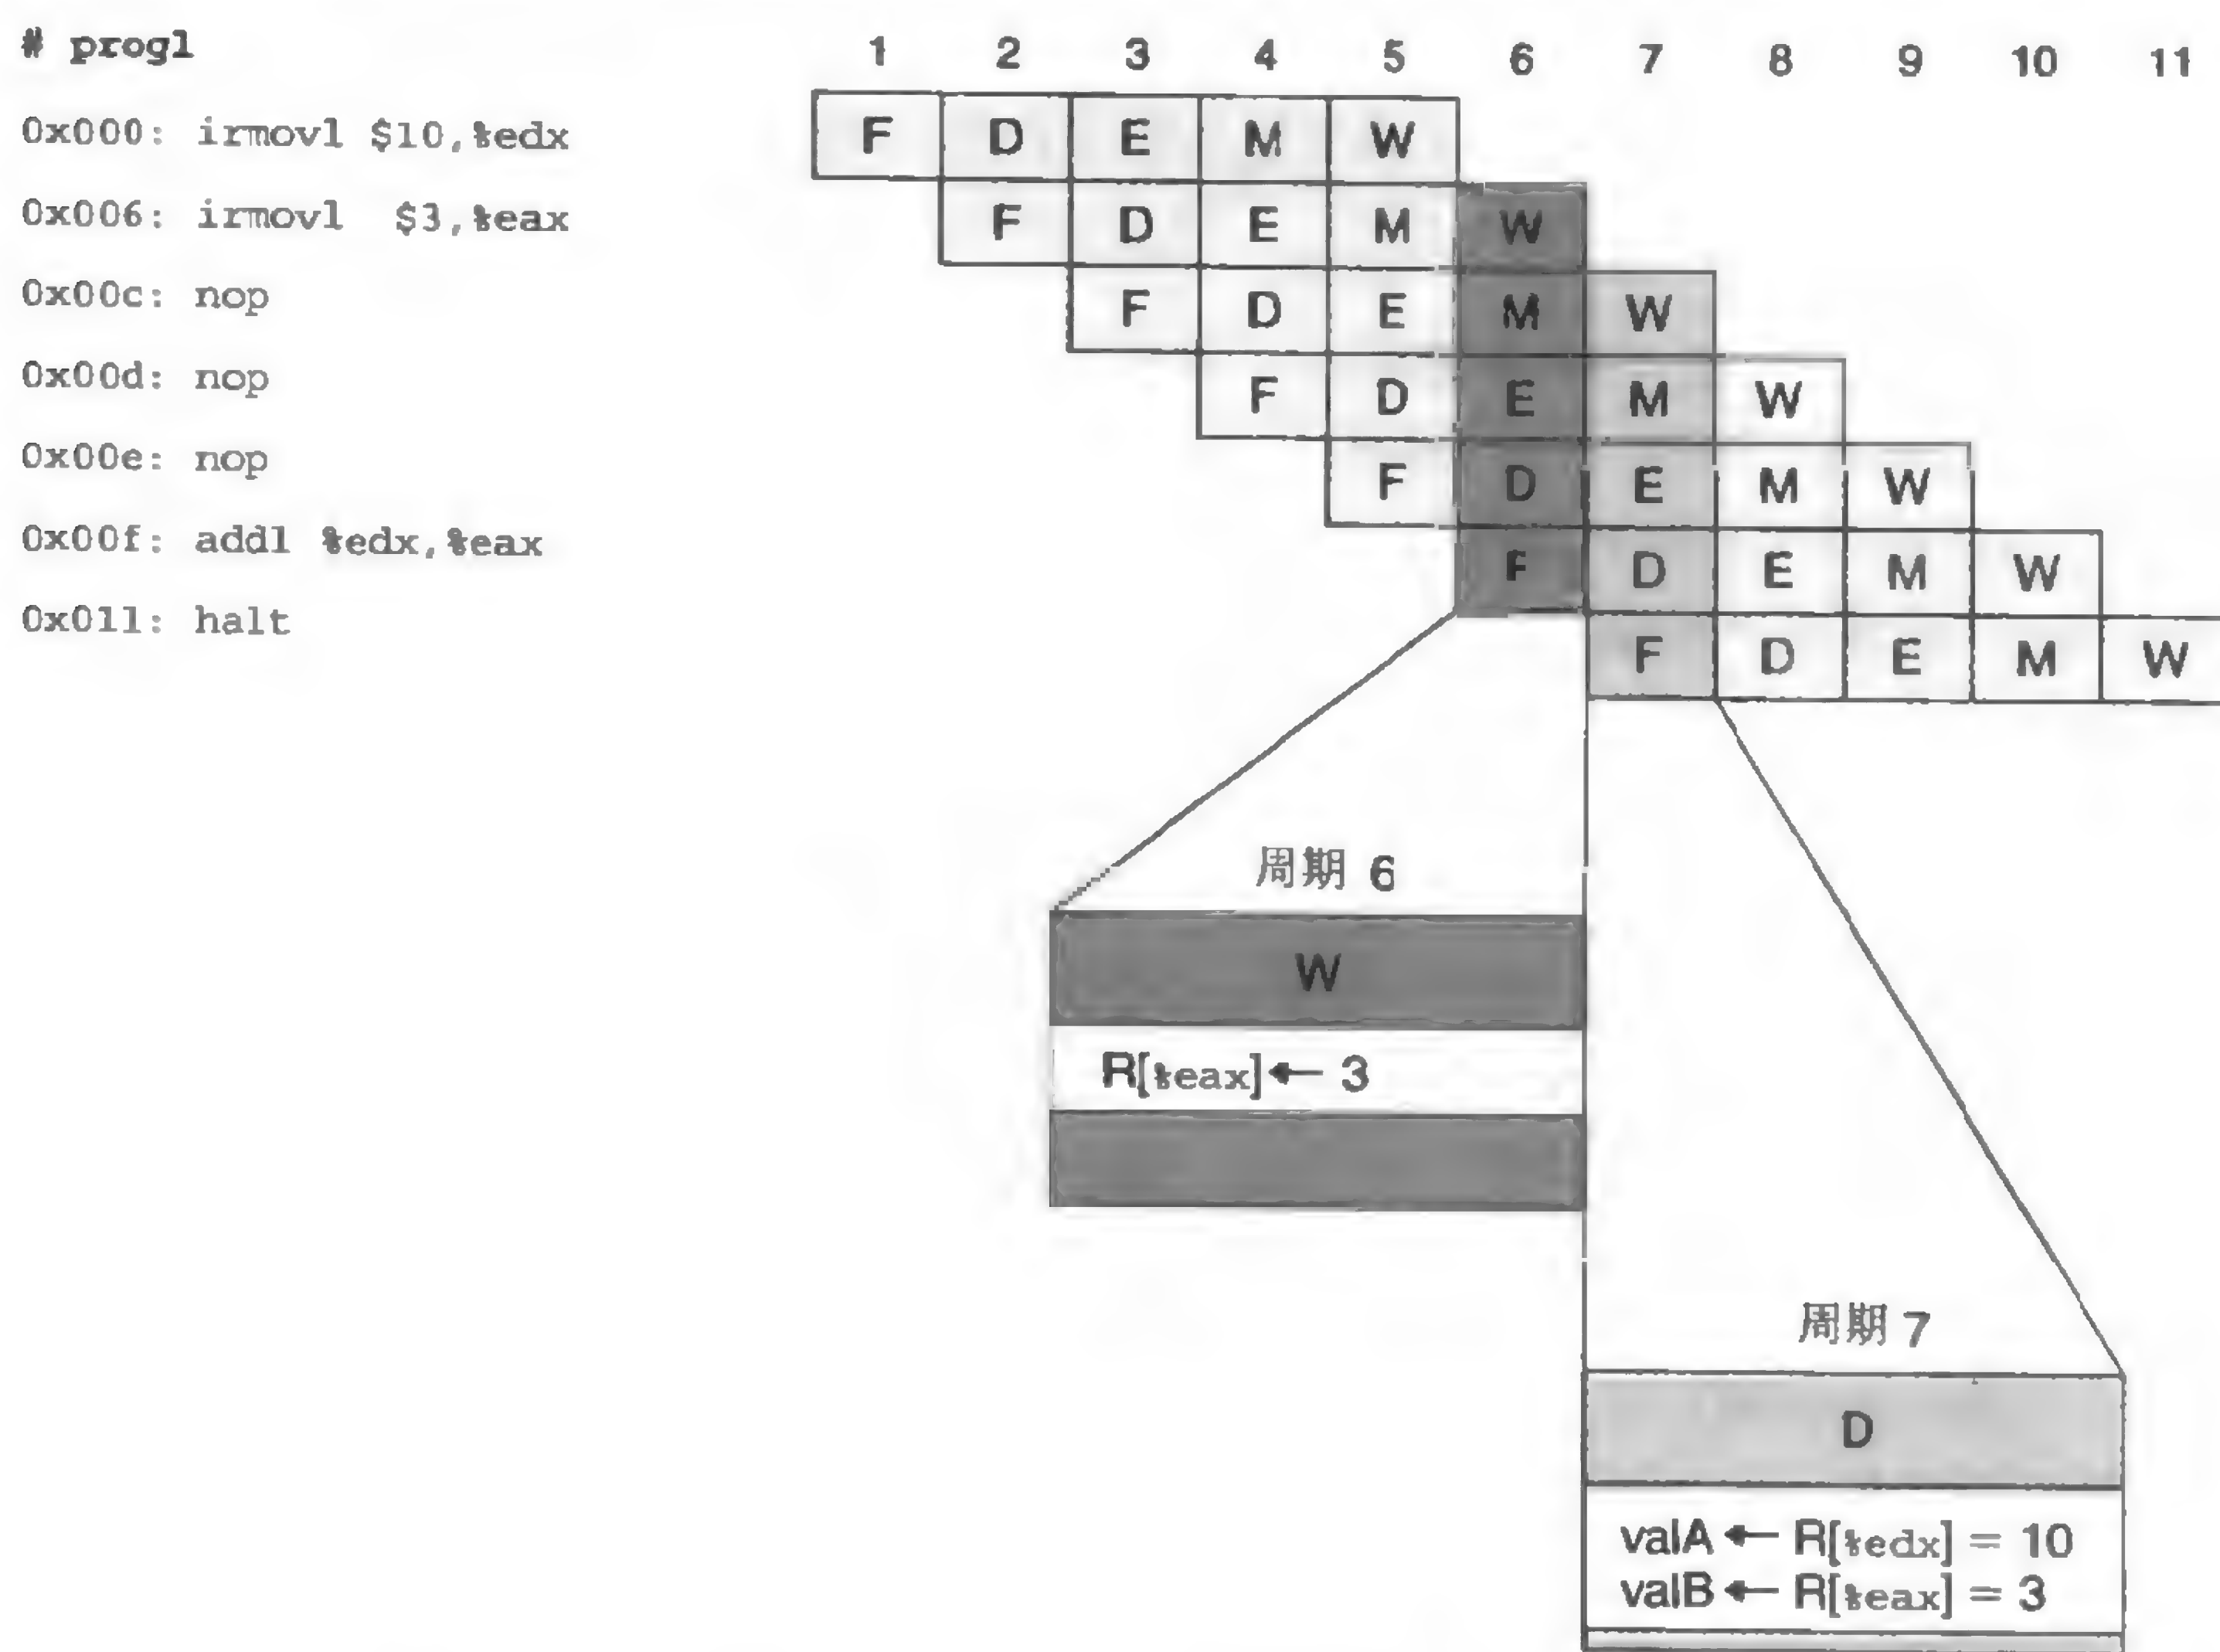 # prog1
1 2 3 4 5 6 7 8 9 10 11
0x000: irmovl $10,%edx F D E M W
0x006: irmovl $3,%eax F D E M W
0x00c: nop F D E M W
0x00d: nop F D E M W
0x00e: nop F D E M W
0x00f: addl %edx,%eax F D E M W
0x011: halt F D E M W
周期 6
W
R[%eax]← 3
周期 7
D
valA ← R[%edx] = 10
valB ← R[%eax] = 3